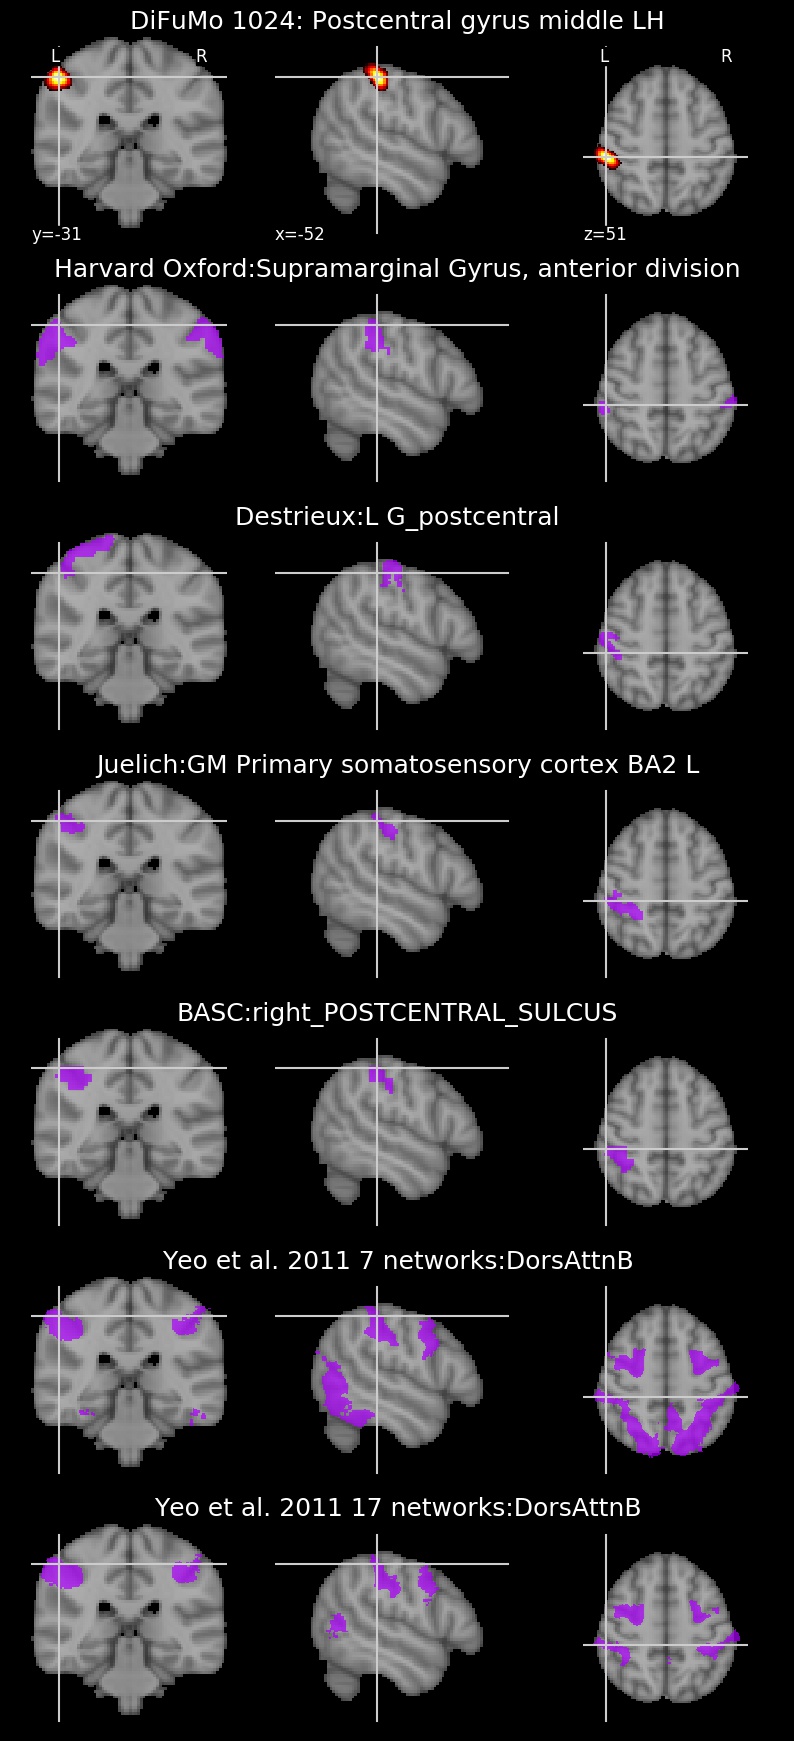 DiFuMo 1024: Postcentral gyrus middle LH
L R L R
y=-31 x=-52 z=51
Harvard Oxford:Supramarginal Gyrus, anterior division
Destrieux:L G_postcentral
Juelich:GM Primary somatosensory cortex BA2 L
BASC:right_POSTCENTRAL_SULCUS
Yeo et al. 2011 7 networks:DorsAttnB
Yeo et al. 2011 17 networks:DorsAttnB